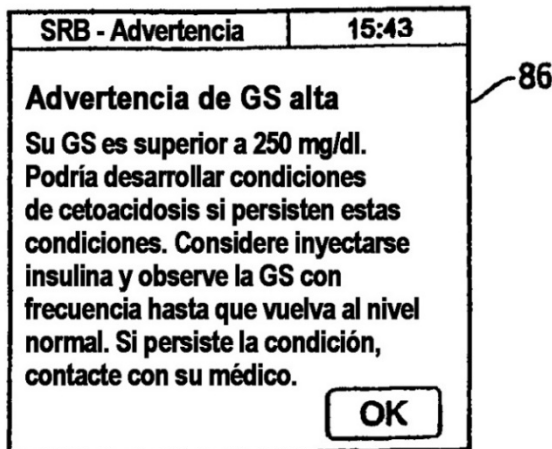 SRB - Advertencia 15:43
86
Advertencia de GS alta
Su GS es superior a 250 mg/dl.
Podría desarrollar condiciones
de cetoacidosis si persisten estas
condiciones. Considere inyectarse
insulina y observe la GS con
frecuencia hasta que vuelva al nivel
normal. Si persiste la condición,
contacte con su médico.
OK